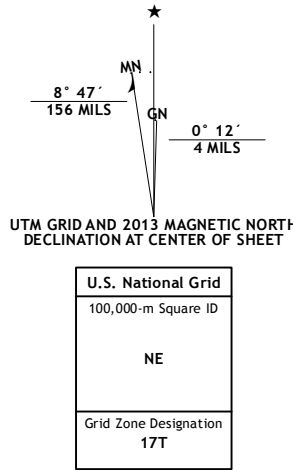 ★
MN
GN
8° 47´
156 MILS
0° 12´
4 MILS
UTM GRID AND 2013 MAGNETIC NORTH
DECLINATION AT CENTER OF SHEET
U.S. National Grid
100,000-m Square ID
NE
Grid Zone Designation
17T